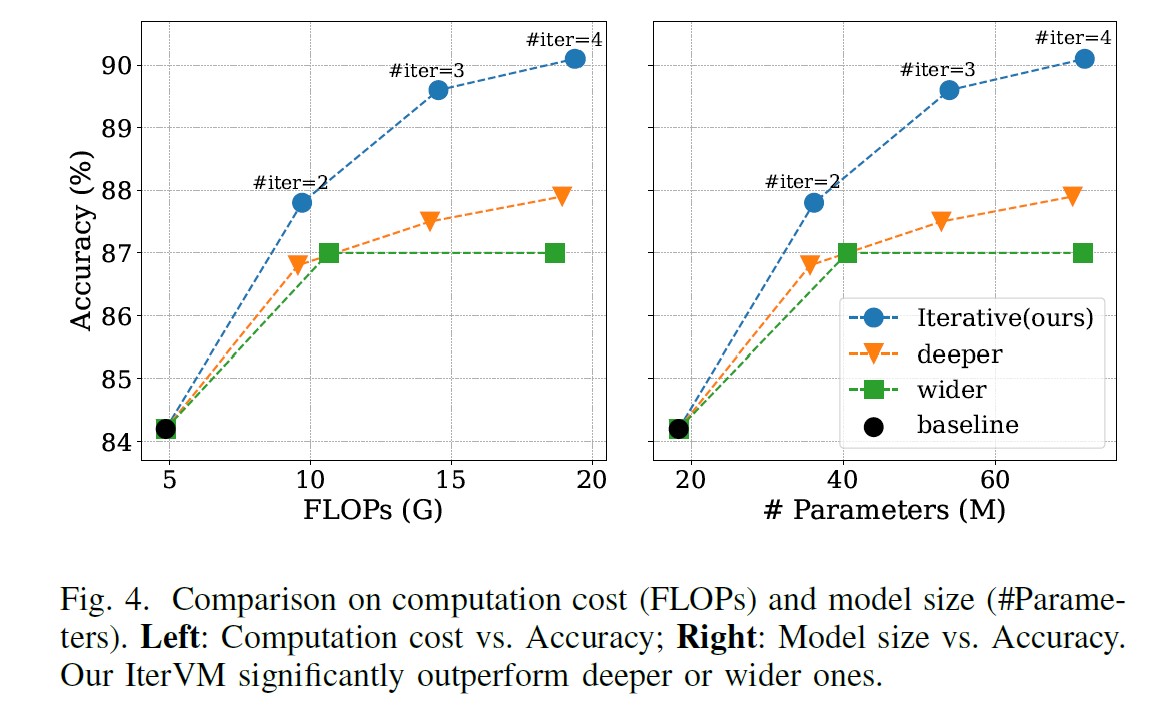 #iter=4
#iter=3
#iter=2
90
89
88
87
86
85
84
Accuracy (%)
5
10
15
20
FLOPs (G)
#iter=4
#iter=3
#iter=2
Iterative(ours)
deeper
wider
baseline
20
40
60
# Parameters (M)
Fig. 4. Comparison on computation cost (FLOPs) and model size (#Parame-
ters). Left: Computation cost vs. Accuracy; Right: Model size vs. Accuracy.
Our IterVM significantly outperform deeper or wider ones.